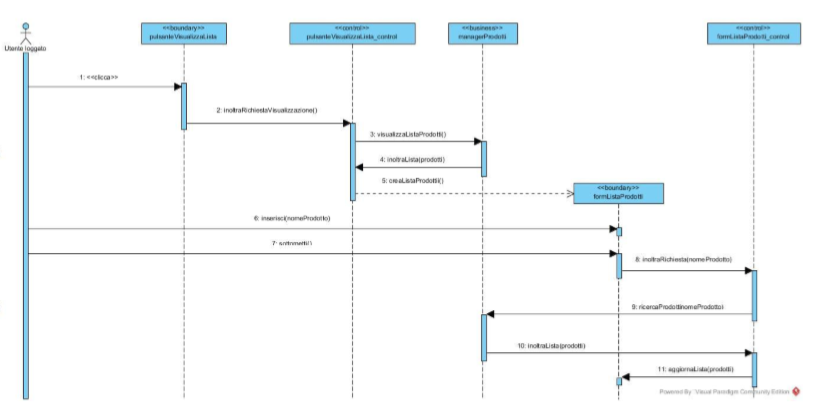 <<boundary>>
pulsanteVisualizzaLista
<<control>>
pulsanteVisualizzaLista_control
<<business>>
managerProdotti
<<control>>
formListaProdotti_control
Utente loggato
1: <<clicca>>
2: inoltraRichiestaVisualizzazione()
3: visualizzaListaProdotti()
4: inoltraLista(prodotti)
5: creaListaProdotti()
<<boundary>>
formListaProdotti
6: inserisci(nomeProdotto)
7: sottometti()
8: inoltraRichiesta(nomeProdotto)
9: ricercaProdotti(nomeProdotto)
10: inoltraLista(prodotti)
11: aggiornaLista(prodotti)
Powered By Visual Paradigm Community Edition